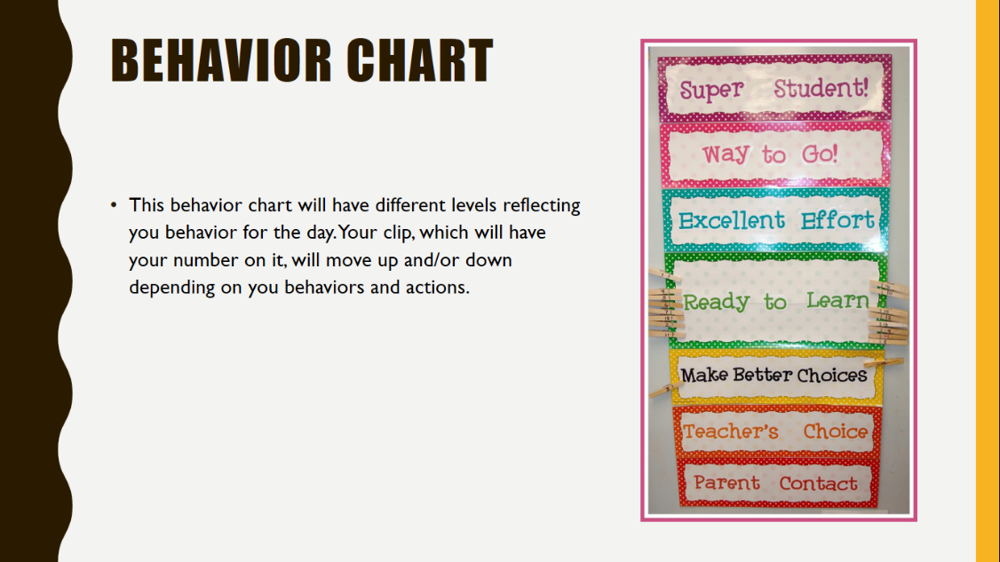 BEHAVIOR CHART
• This behavior chart will have different levels reflecting
you behavior for the day. Your clip, which will have
your number on it, will move up and/or down
depending on you behaviors and actions.
Super Student!
Way to Go!
Excellent Effort
Ready to Learn
Make Better Choices
Teacher's Choice
Parent Contact